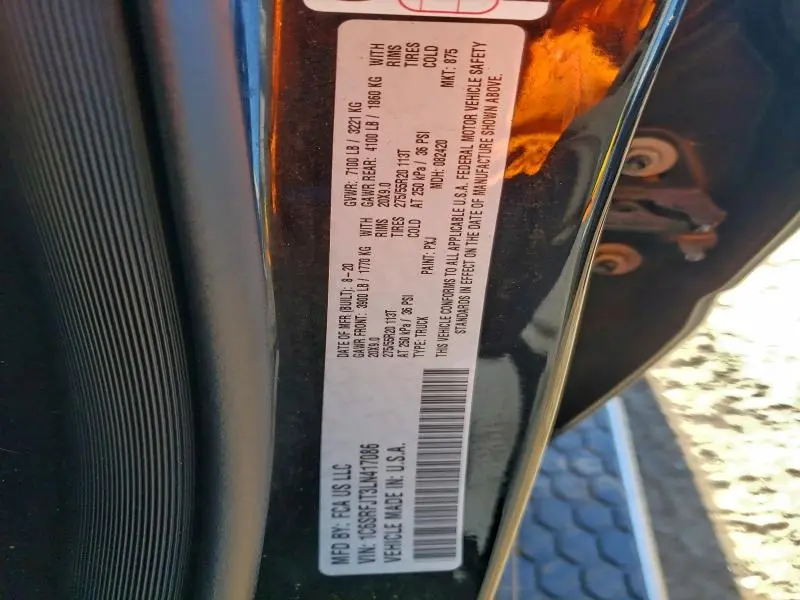 MFD BY: FCA US LLC
VIN: 1C6SRFJT3LN417086
VEHICLE MADE IN: U.S.A.
DATE OF MFR (BUILT): 8-20
GVWR: 7100 LB / 3221 KG
GAWR FRONT: 3900 LB / 1770 KG WITH
GAWR REAR: 4100 LB / 1860 KG WITH
20X9.0 RIMS
20X9.0 RIMS
275/55R20 113T TIRES
275/55R20 113T TIRES
AT 250 kPa / 36 PSI COLD
AT 250 kPa / 36 PSI COLD
TYPE: TRUCK
PAINT: PXJ
MDH: 082420
MKT: 875
THIS VEHICLE CONFORMS TO ALL APPLICABLE U.S.A. FEDERAL MOTOR VEHICLE SAFETY
STANDARDS IN EFFECT ON THE DATE OF MANUFACTURE SHOWN ABOVE.